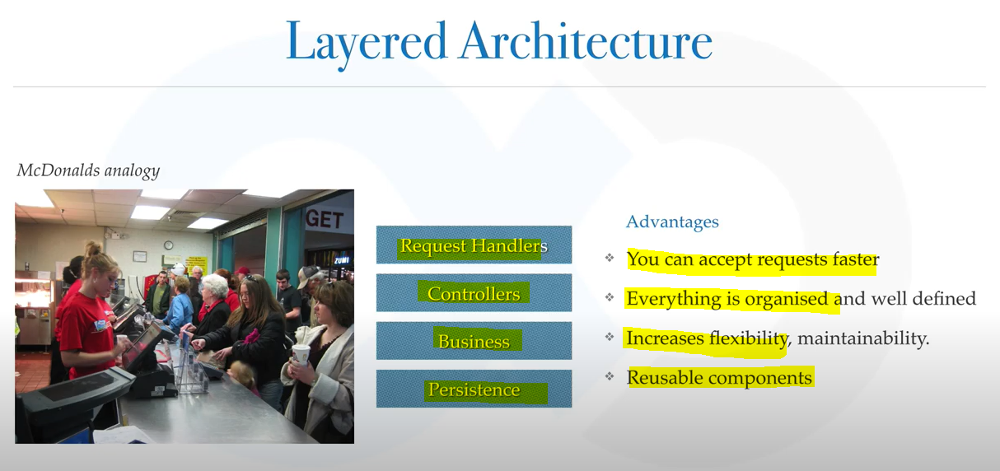 Layered Architecture
McDonalds analogy
GET
ZUMI
Request Handlers
Controllers
Business
Persistence
Advantages
❖ You can accept requests faster
❖ Everything is organised and well defined
❖ Increases flexibility, maintainability.
❖ Reusable components